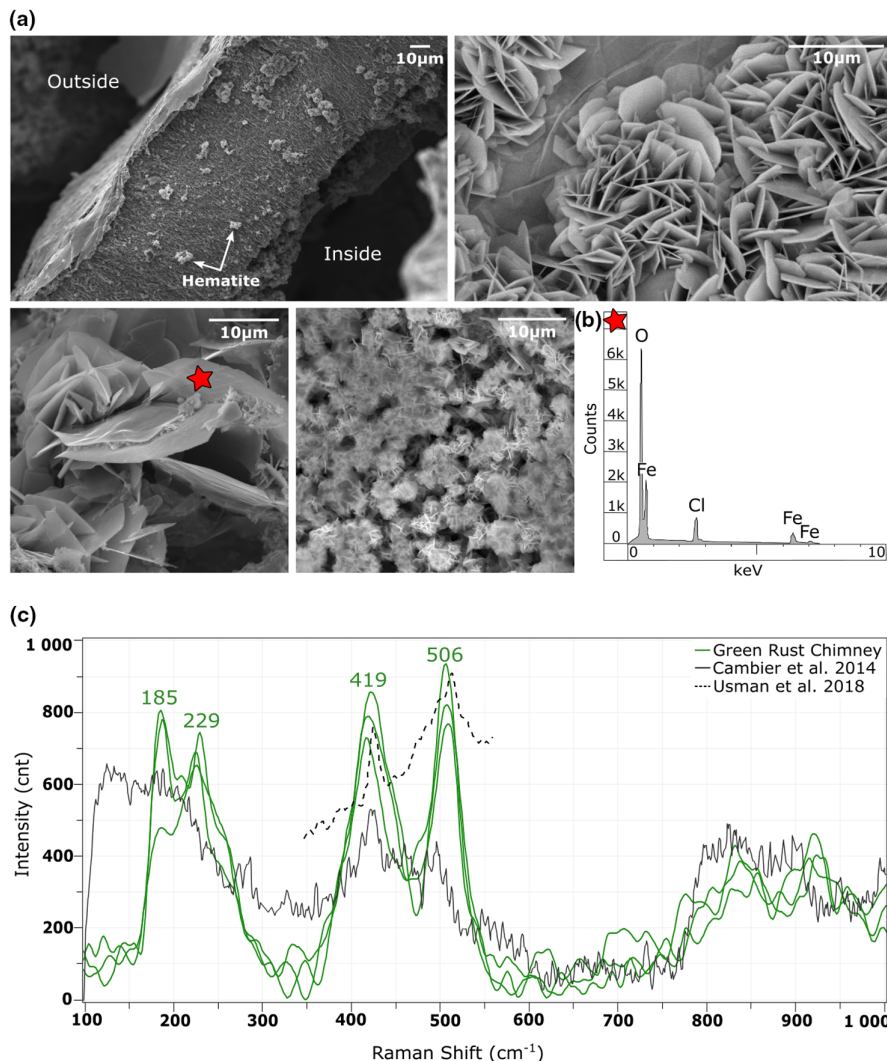 (a)
Outside
10µm
Hematite
Inside
10µm
10µm
10µm
(b)
O
6k
5k
4k
3k
2k
1k
0
Counts
Fe
Cl
Fe
Fe
0
10
keV
(c)
1 000
800
600
400
200
0
Intensity (cnt)
185
229
419
506
Green Rust Chimney
Cambier et al. 2014
Usman et al. 2018
100
200
300
400
500
600
700
800
900
1 000
Raman Shift (cm⁻¹)